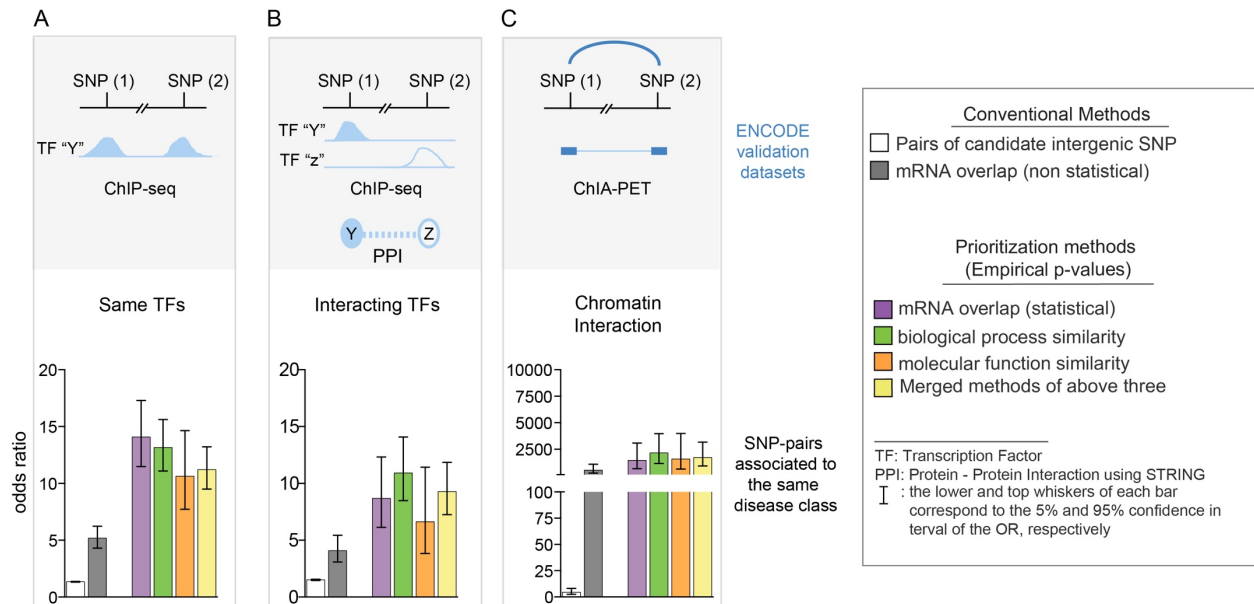 A
SNP (1) SNP (2)
TF “Y”
ChIP-seq
Same TFs
20
15
10
5
0
odds ratio
B
SNP (1) SNP (2)
TF “Y”
TF “z”
ChIP-seq
Y Z
PPI
Interacting TFs
20
15
10
5
0
C
SNP (1) SNP (2)
ChIA-PET
Chromatin
Interaction
10000
7500
5000
2500
100
75
50
25
0
ENCODE
validation
datasets
SNP-pairs
associated to
the same
disease class
Conventional Methods
Pairs of candidate intergenic SNP
mRNA overlap (non statistical)
Prioritization methods
(Empirical p-values)
mRNA overlap (statistical)
biological process similarity
molecular function similarity
Merged methods of above three
TF: Transcription Factor
PPI: Protein - Protein Interaction using STRING
: the lower and top whiskers of each bar
correspond to the 5% and 95% confidence in
terval of the OR, respectively